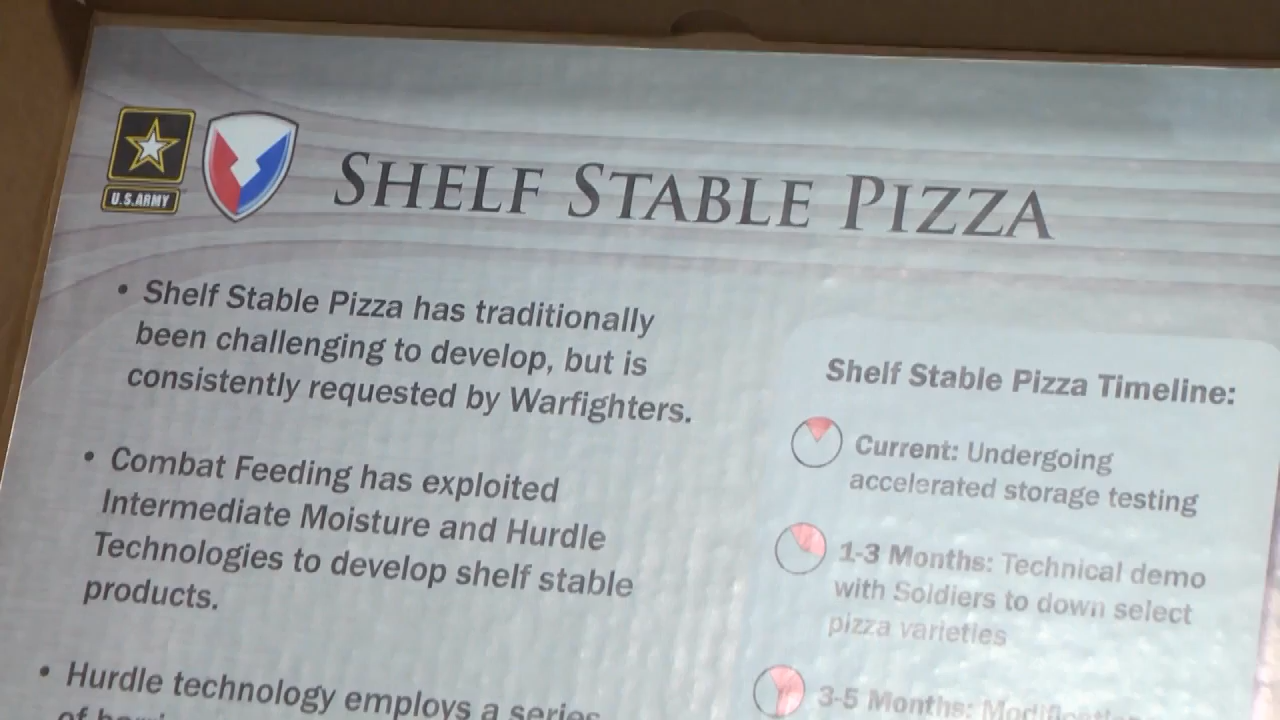 U.S.ARMY
SHELF STABLE PIZZA
• Shelf Stable Pizza has traditionally
been challenging to develop, but is
consistently requested by Warfighters.
• Combat Feeding has exploited
Intermediate Moisture and Hurdle
Technologies to develop shelf stable
products.
• Hurdle technology employs a series
of
Shelf Stable Pizza Timeline:
Current: Undergoing
accelerated storage testing
1-3 Months: Technical demo
with Soldiers to down select
pizza varieties
3-5 Months: